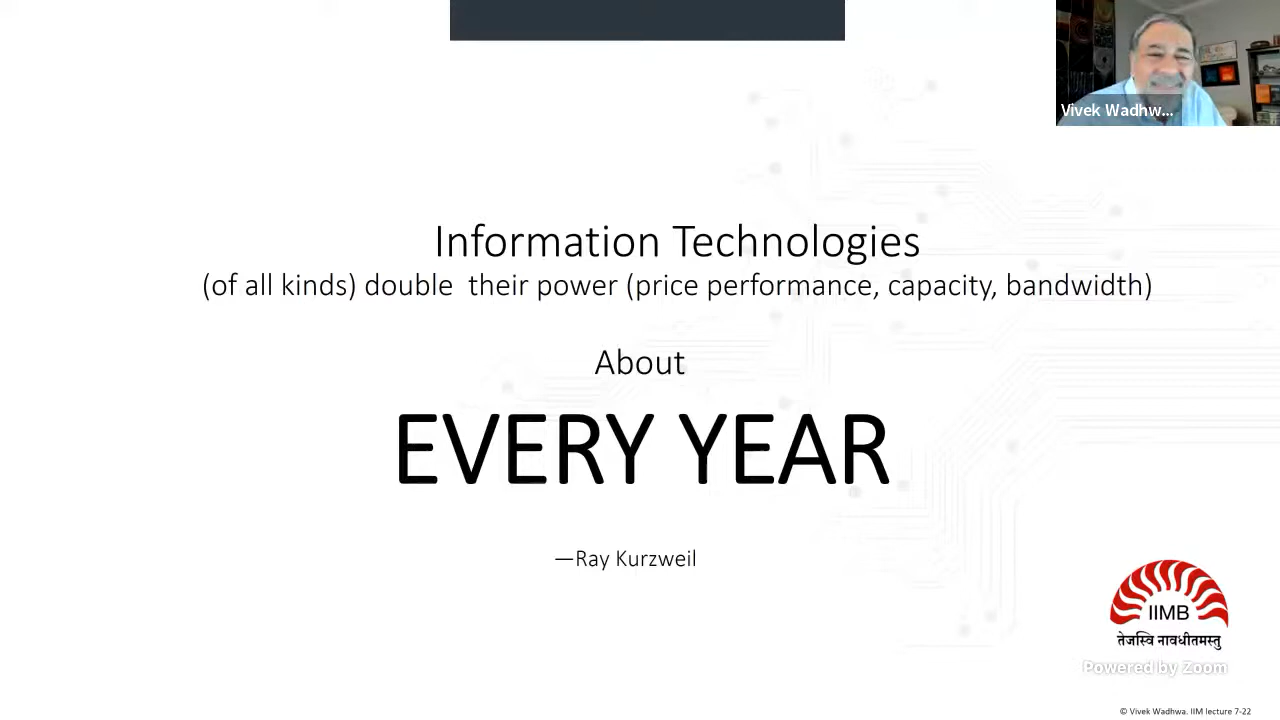 Vivek Wadhw...
Information Technologies
(of all kinds) double their power (price performance, capacity, bandwidth)
About
EVERY YEAR
—Ray Kurzweil
IIMB
तेजस्वि नावधीतमस्तु
Powered by Zoom
© Vivek Wadhwa. IIM lecture 7-22